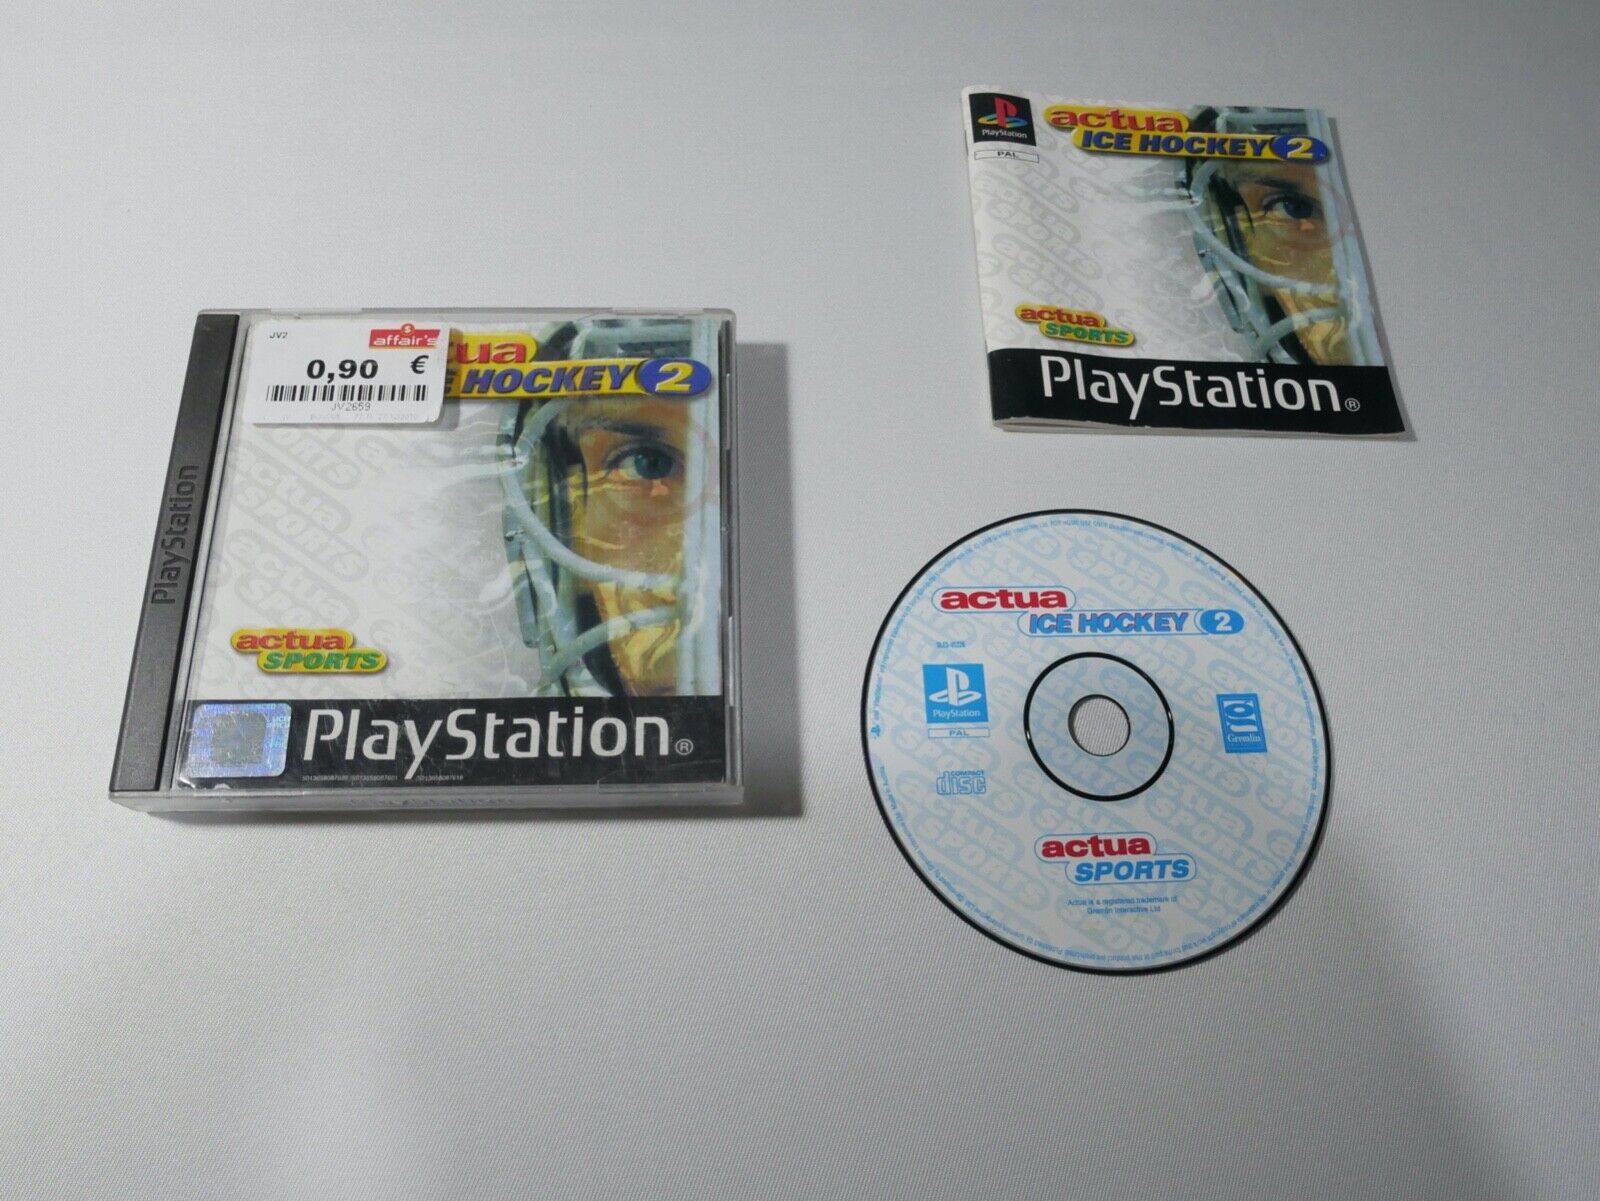 JV2
$
affair's
0,90 €
JV2659
tua
HOCKEY 2
PlayStation
actua
SPORTS
PlayStation®
PlayStation
PAL
actua
ICE HOCKEY 2
actua
SPORTS
PlayStation®
actua
ICE HOCKEY 2
PlayStation
PAL
Gremlin
COMPACT
disc
actua
SPORTS
Actua is a registered trademark of
Gremlin Interactive Ltd